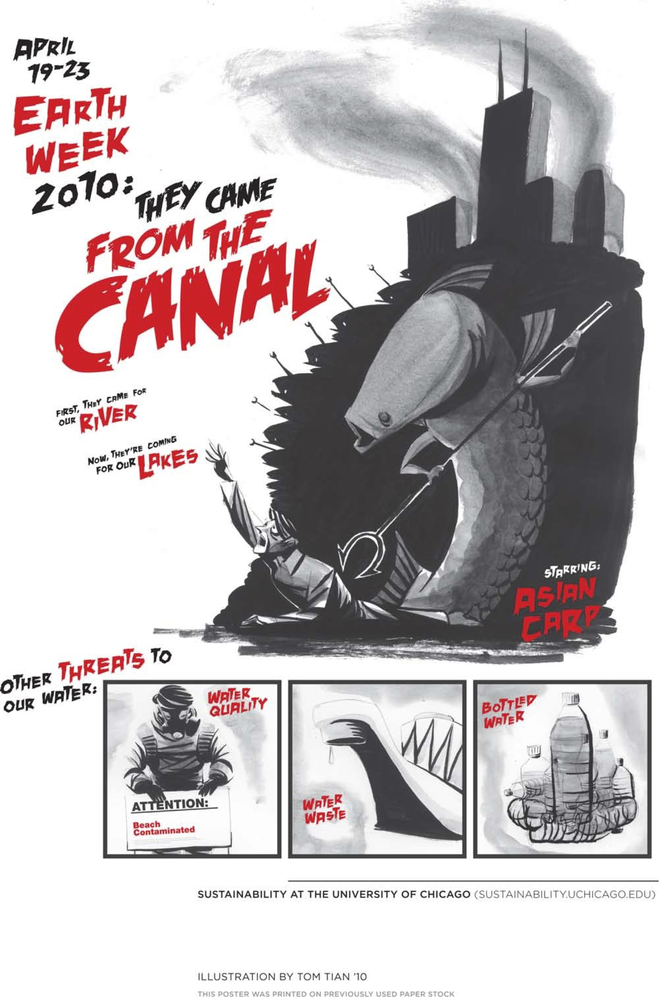 APRIL
19-23
EARTH
WEEK
2010: THEY CAME
FROM THE
CANAL
FIRST, THEY CAME FOR
OUR RIVER
NOW, THEY'RE COMING
FOR OUR LAKES
STARRING:
ASIAN
CARP
OTHER THREATS TO
OUR WATER:
WATER
QUALITY
ATTENTION:
Beach
Contaminated
WATER
WASTE
BOTTLED
WATER
SUSTAINABILITY AT THE UNIVERSITY OF CHICAGO (SUSTAINABILITY.UCHICAGO.EDU)
ILLUSTRATION BY TOM TIAN '10
THIS POSTER WAS PRINTED ON PREVIOUSLY USED PAPER STOCK